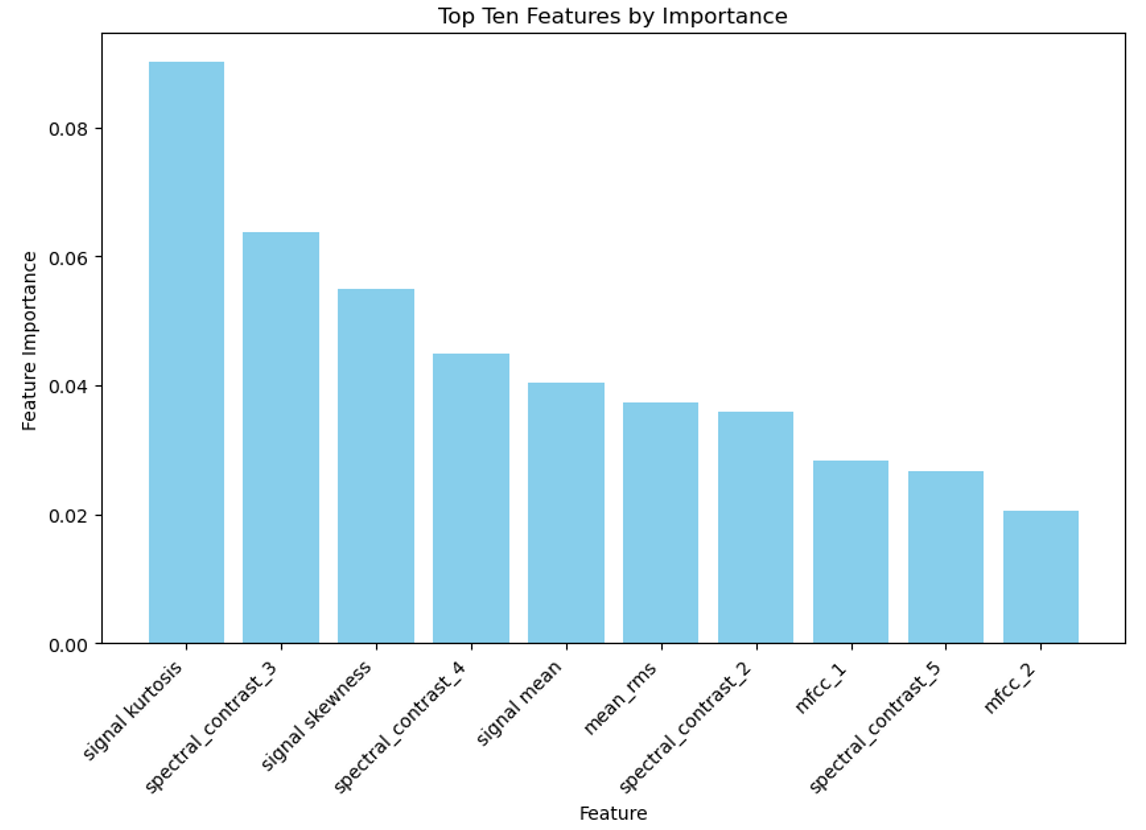 Top Ten Features by Importance
Feature Importance
0.08
0.06
0.04
0.02
0.00
signal kurtosis
spectral_contrast_3
signal skewness
spectral_contrast_4
signal mean
mean_rms
spectral_contrast_2
mfcc_1
spectral_contrast_5
mfcc_2
Feature